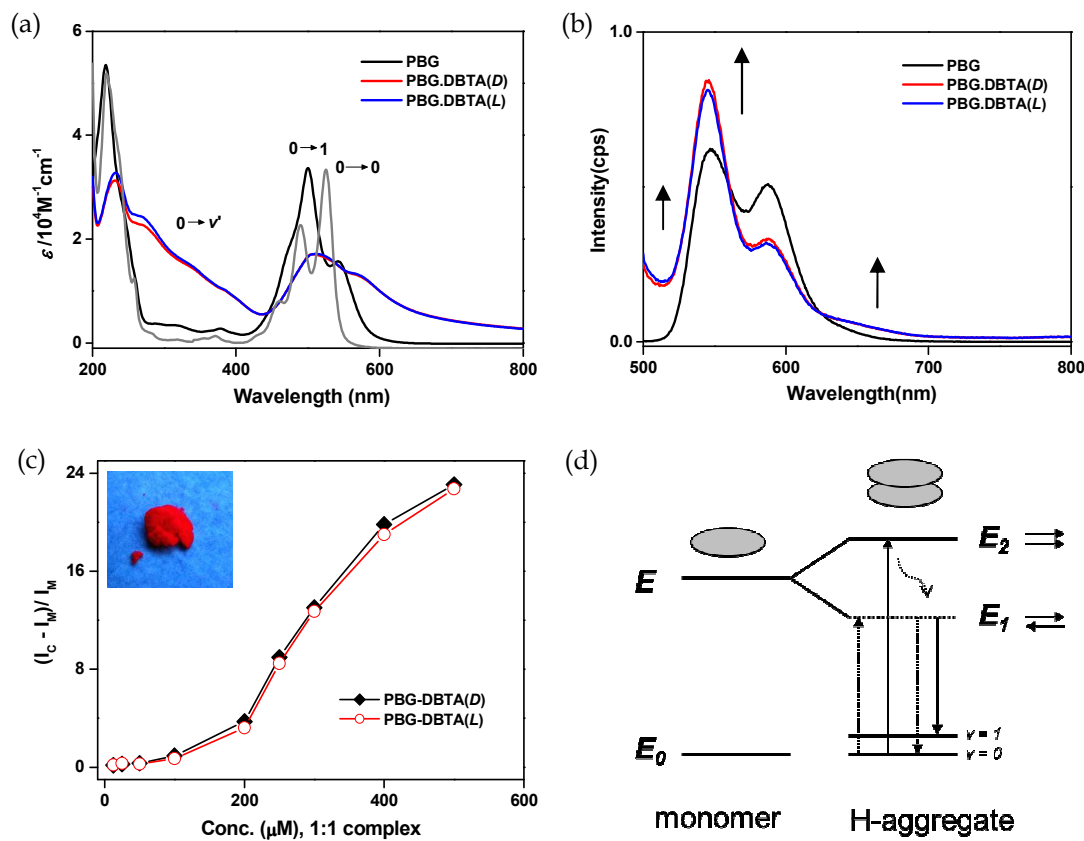 (a)
ε /10⁴M⁻¹cm⁻¹
6
4
2
0
200
400
600
800
Wavelength (nm)
PBG
PBG.DBTA(D)
PBG.DBTA(L)
0→1
0→0
0→v'
(b)
Intensity(cps)
1.0
0.0
500
600
700
800
Wavelength(nm)
PBG
PBG.DBTA(D)
PBG.DBTA(L)
(c)
(I_C - I_M)/ I_M
24
16
8
0
0
200
400
600
Conc. (μM), 1:1 complex
PBG-DBTA(D)
PBG-DBTA(L)
(d)
E
E₂
E₁
E₀
v = 1
v = 0
monomer
H-aggregate